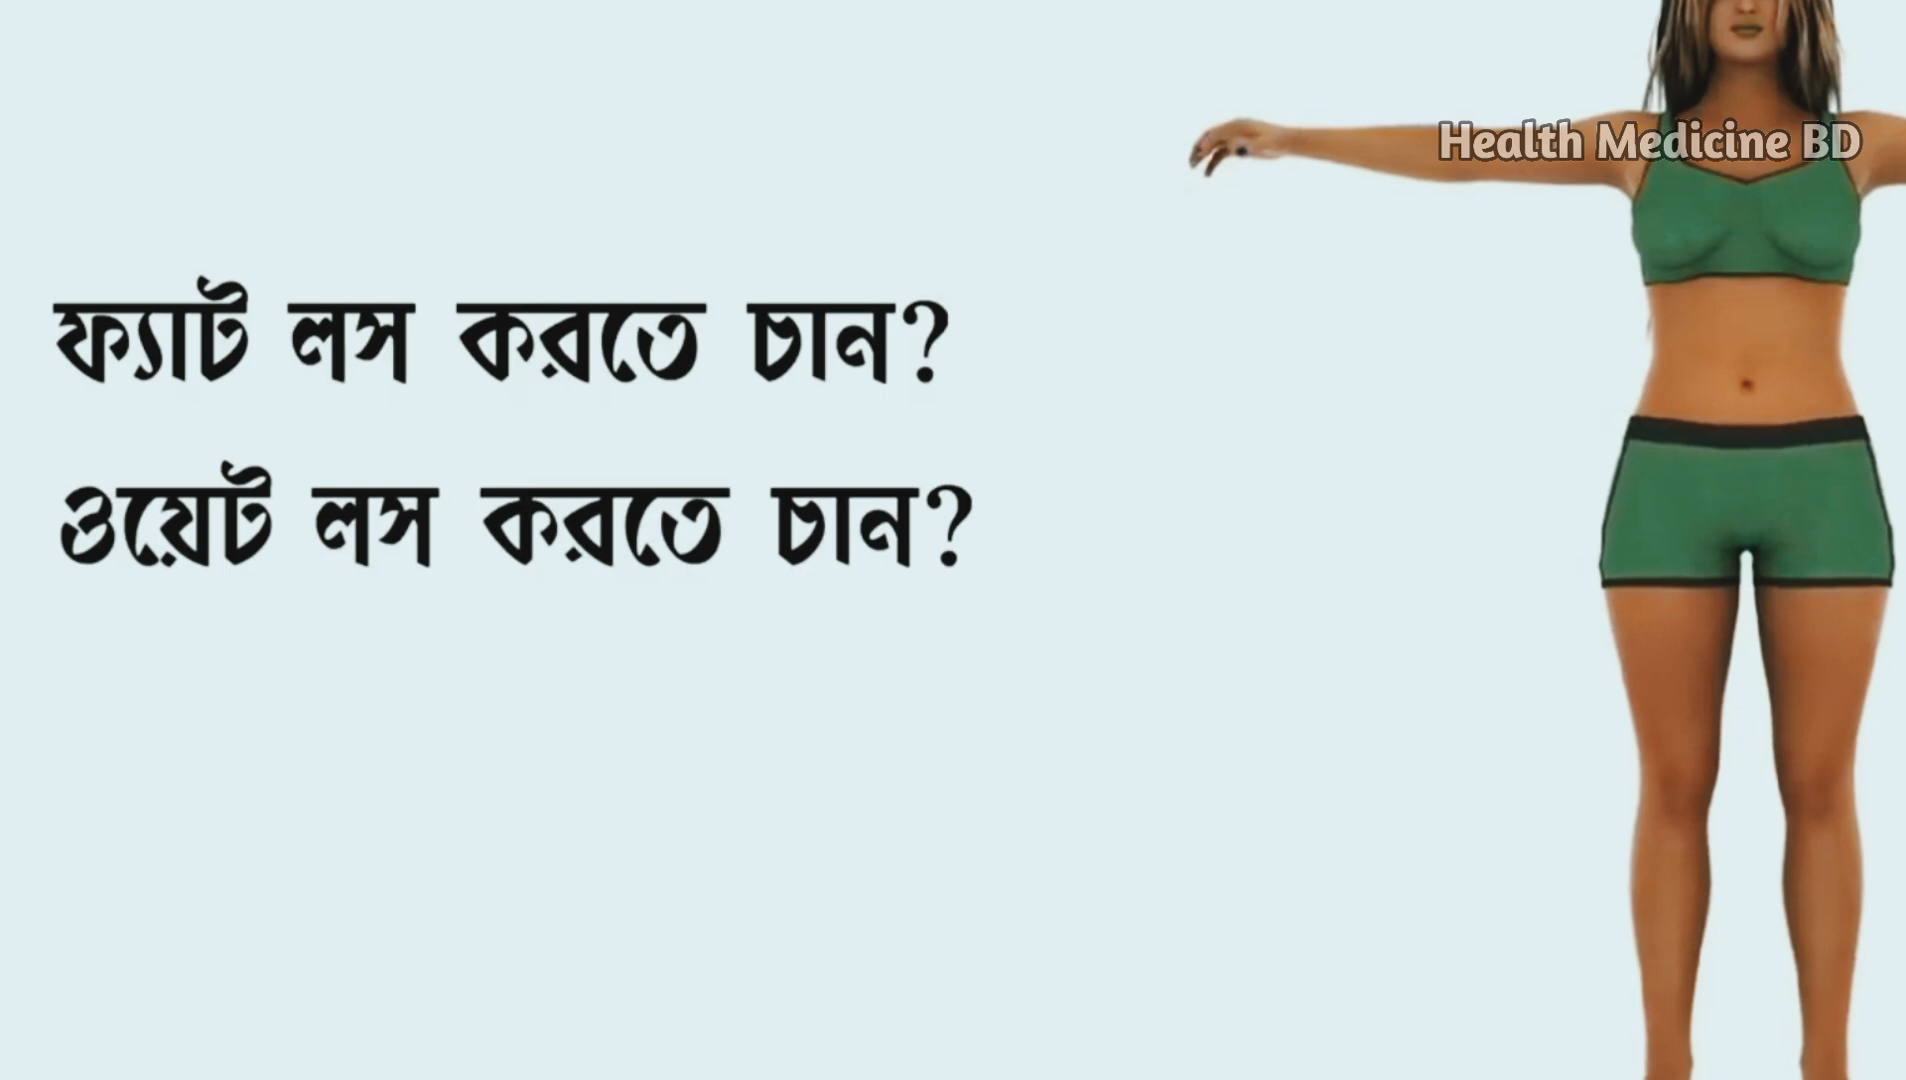 Health Medicine BD
ফ্যাট লস করতে চান?
ওয়েট লস করতে চান?